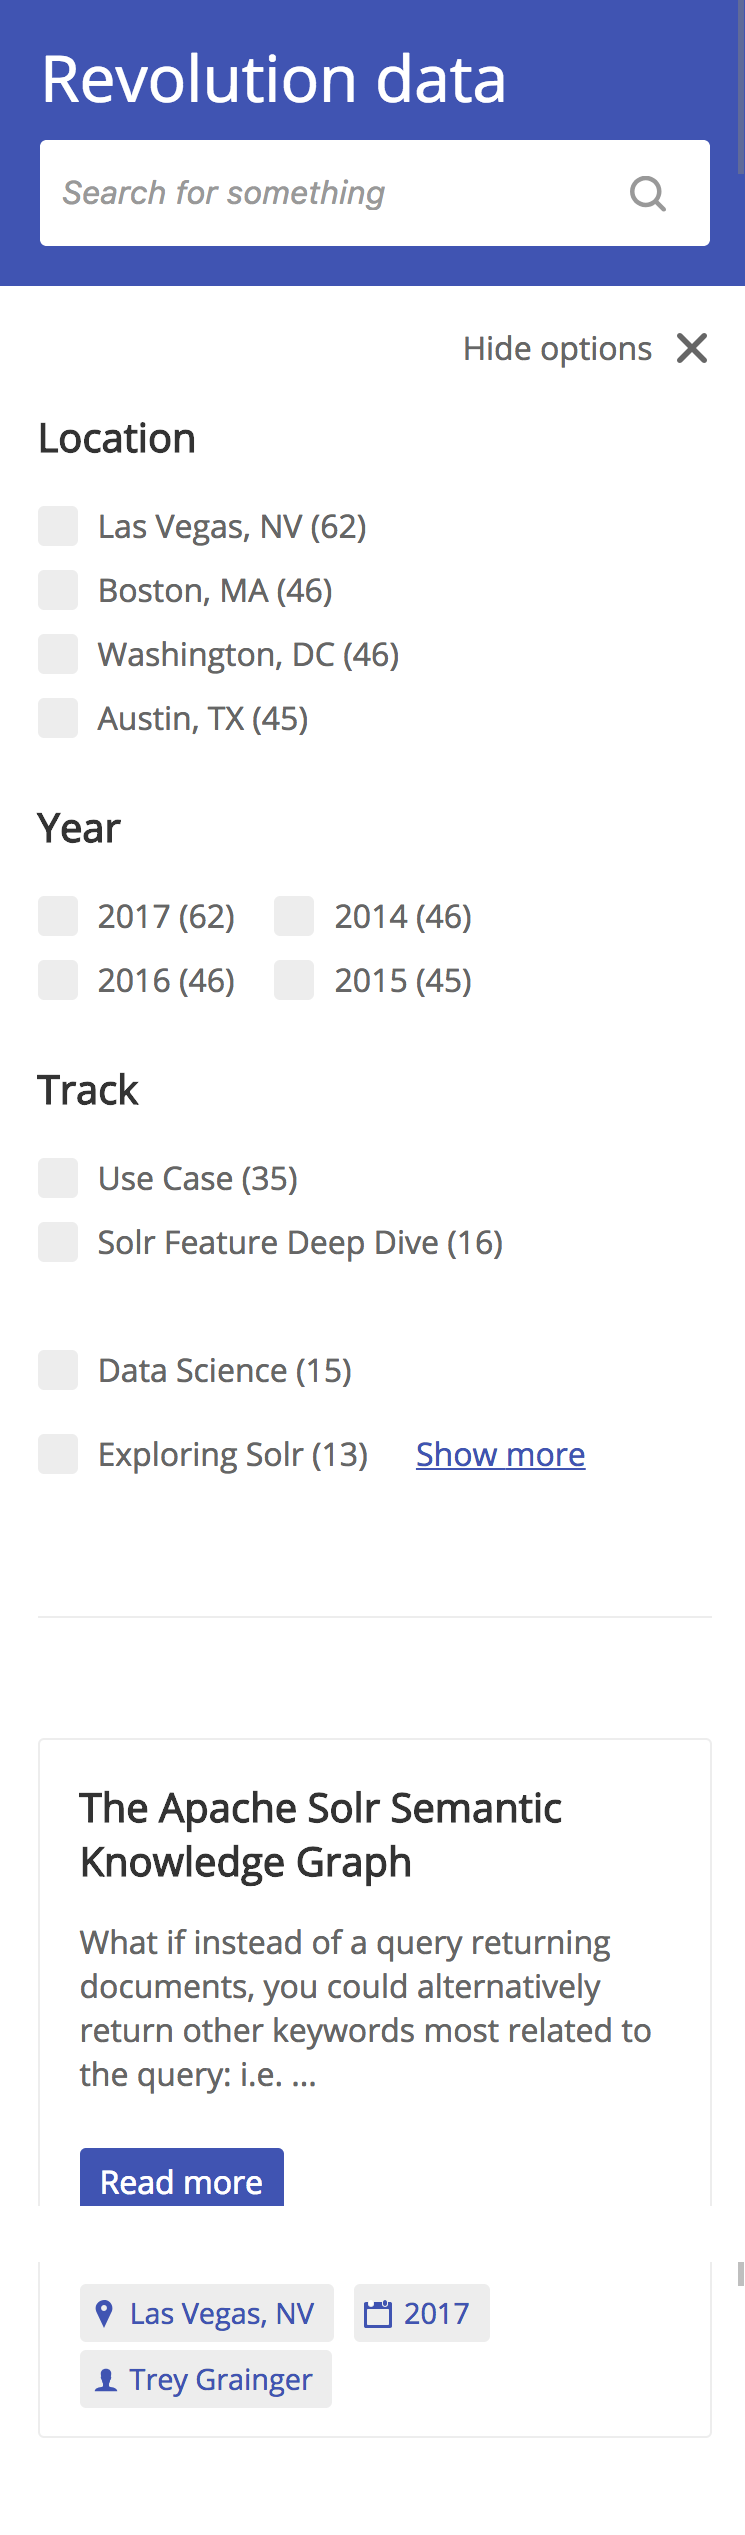 Revolution data
Search for something
Hide options
Location
Las Vegas, NV (62)
Boston, MA (46)
Washington, DC (46)
Austin, TX (45)
Year
2017 (62) 2014 (46)
2016 (46) 2015 (45)
Track
Use Case (35)
Solr Feature Deep Dive (16)
Data Science (15)
Exploring Solr (13) Show more
The Apache Solr Semantic
Knowledge Graph
What if instead of a query returning
documents, you could alternatively
return other keywords most related to
the query: i.e. ...
Read more
Las Vegas, NV 2017
Trey Grainger